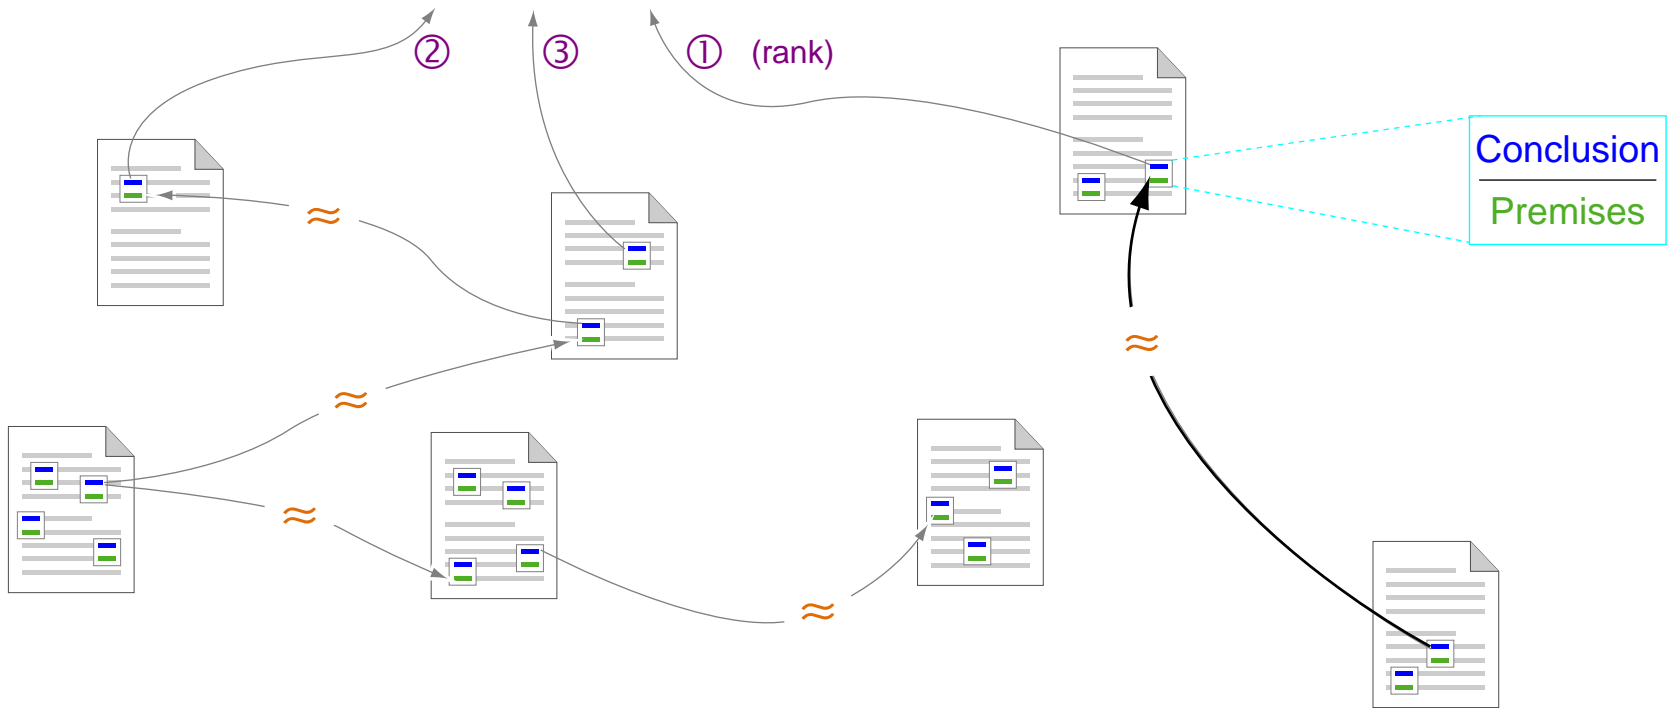 ② ③ ① (rank)
Conclusion
Premises
≈
≈
≈
≈
≈
≈